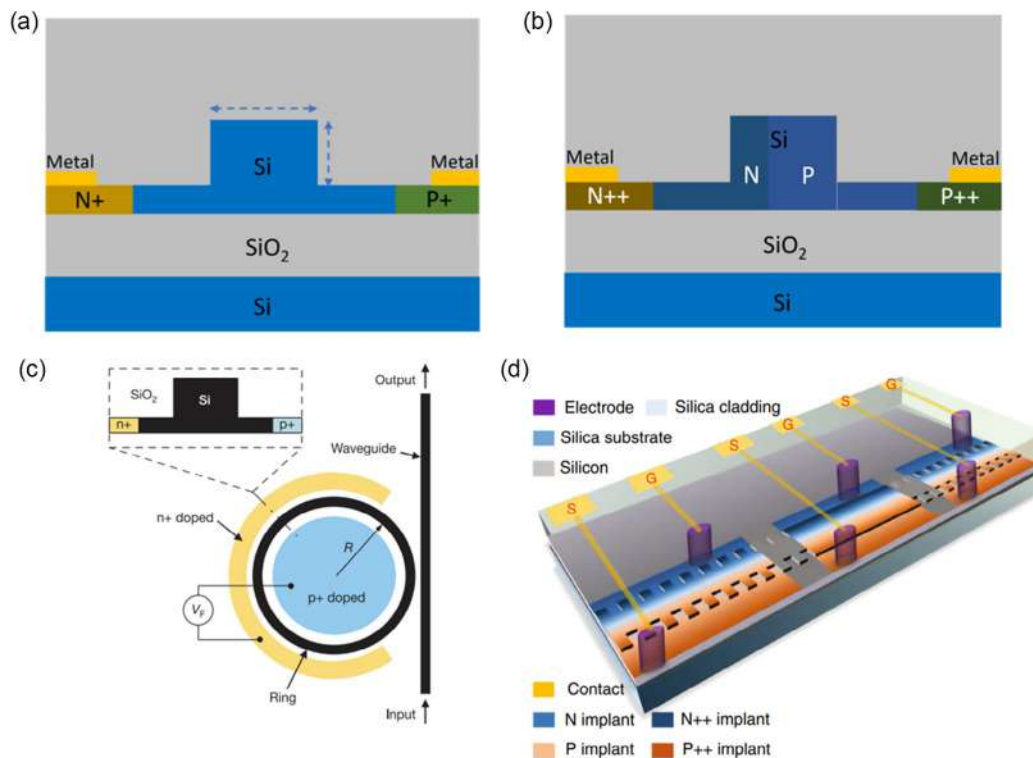 (a)
Si
Metal
Metal
N+
P+
SiO2
Si
(b)
Si
Metal
Metal
N
P
N++
P++
SiO2
Si
(c)
SiO2
Si
n+
p+
Output
Waveguide
n+ doped
R
p+ doped
VF
Ring
Input
(d)
Electrode
Silica cladding
Silica substrate
Silicon
G
S
G
S
G
S
Contact
N implant
N++ implant
P implant
P++ implant